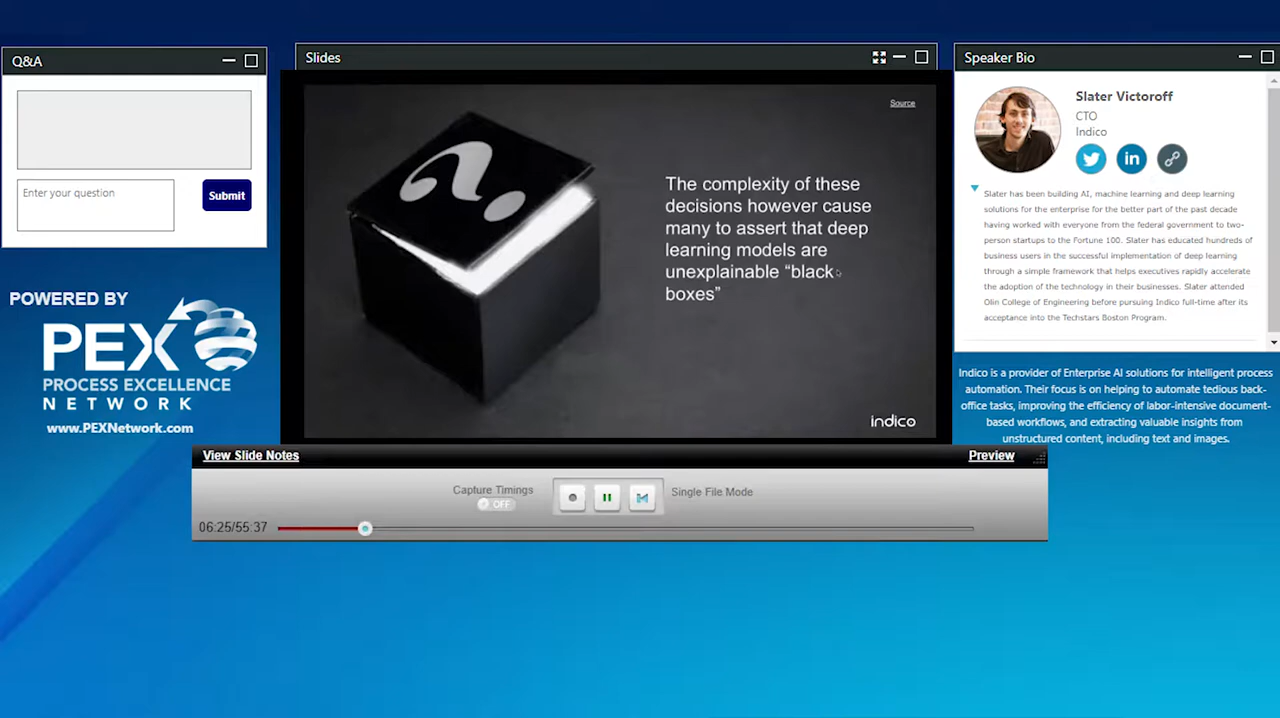 Q&A
Enter your question
Submit
POWERED BY
PEX
PROCESS EXCELLENCE
NETWORK
www.PEXNetwork.com
Slides
Source
?
The complexity of these
decisions however cause
many to assert that deep
learning models are
unexplainable “black
boxes”
indico
View Slide Notes
Preview
Capture Timings
OFF
Single File Mode
06:25/55:37
Speaker Bio
Slater Victoroff
CTO
Indico
in
Slater has been building AI, machine learning and deep learning
solutions for the enterprise for the better part of the past decade
having worked with everyone from the federal government to two-
person startups to the Fortune 100. Slater has educated hundreds of
business users in the successful implementation of deep learning
through a simple framework that helps executives rapidly accelerate
the adoption of the technology in their businesses. Slater attended
Olin College of Engineering before pursuing Indico full-time after its
acceptance into the Techstars Boston Program.
Indico is a provider of Enterprise AI solutions for intelligent process
automation. Their focus is on helping to automate tedious back-
office tasks, improving the efficiency of labor-intensive document-
based workflows, and extracting valuable insights from
unstructured content, including text and images.